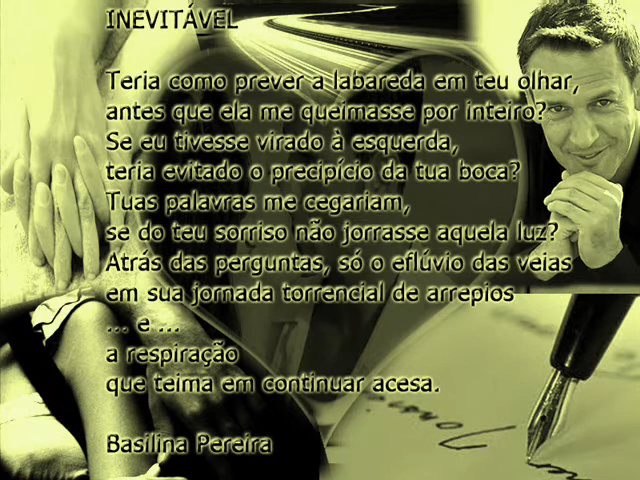 INEVITÁVEL
Teria como prever a labareda em teu olhar,
antes que ela me queimasse por inteiro?
Se eu tivesse virado à esquerda,
teria evitado o precipício da tua boca?
Tuas palavras me cegariam,
se do teu sorriso não jorrasse aquela luz?
Atrás das perguntas, só o eflúvio das veias
em sua jornada torrencial de arrepios
... e ...
a respiração
que teima em continuar acesa.
Basilina Pereira